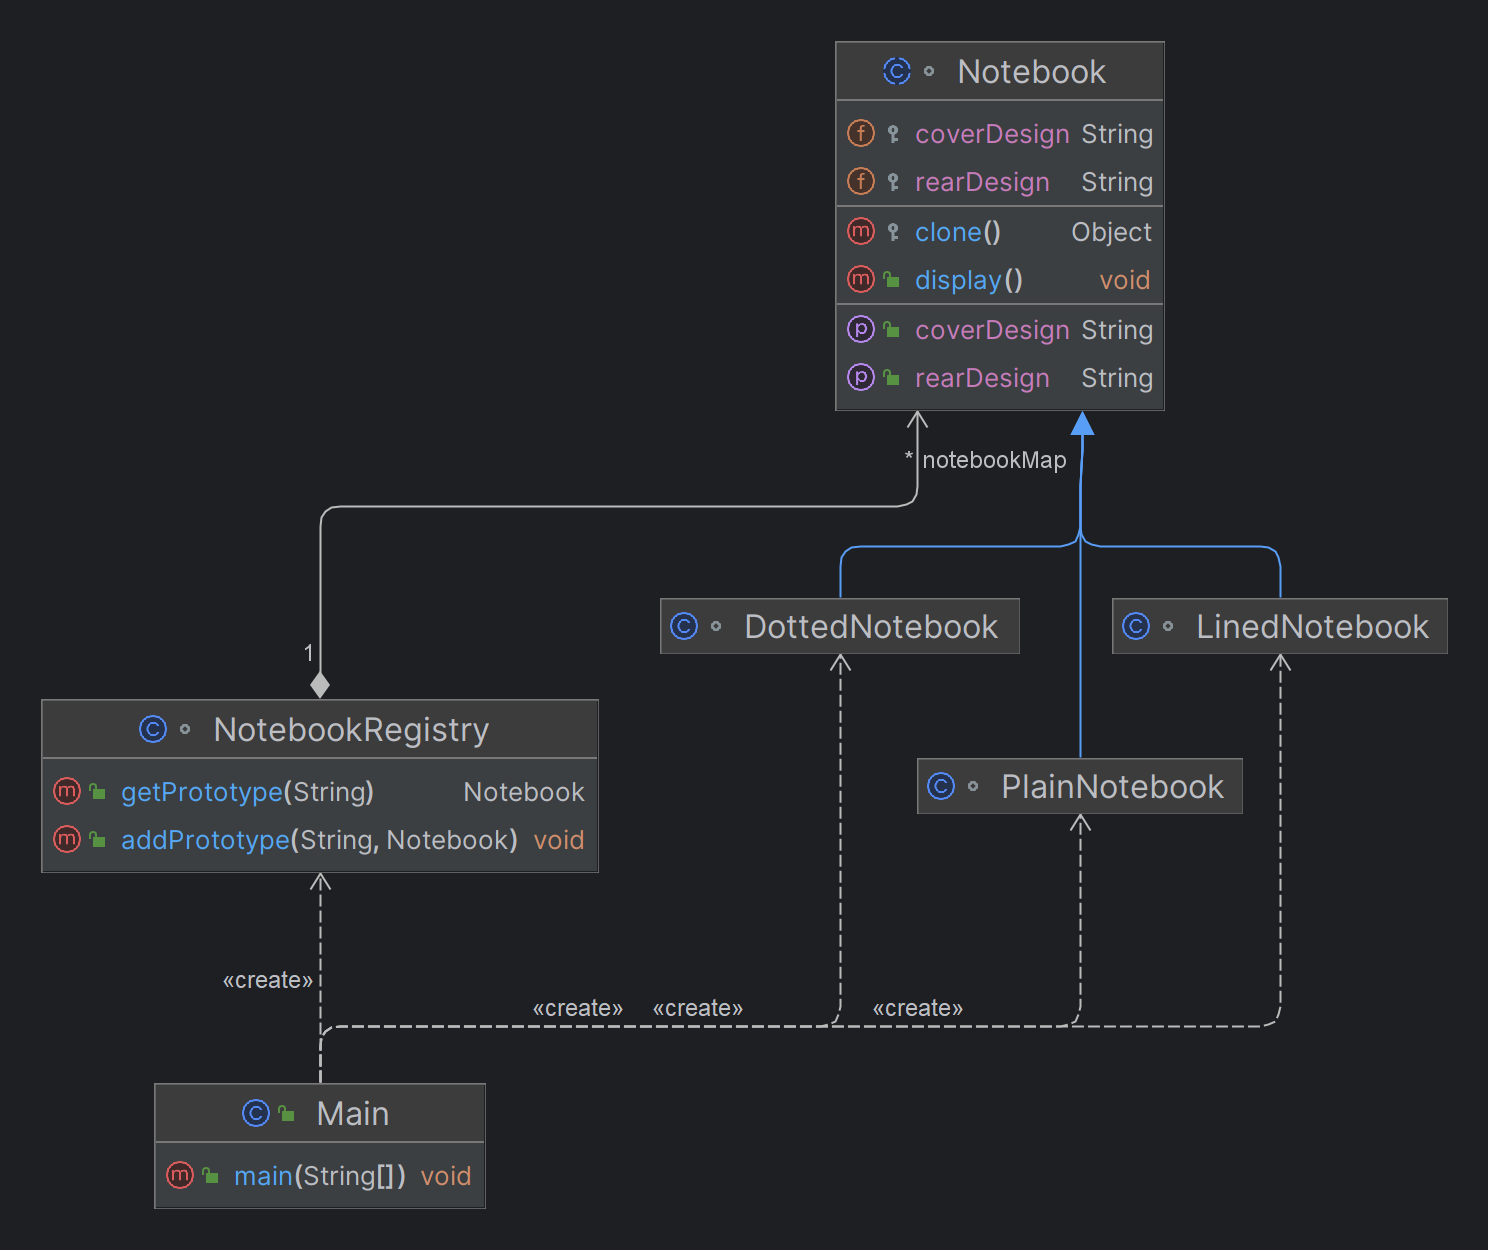 Notebook
coverDesign String
rearDesign String
clone() Object
display() void
coverDesign String
rearDesign String
* notebookMap
DottedNotebook
LinedNotebook
1
NotebookRegistry
getPrototype(String) Notebook
addPrototype(String, Notebook) void
PlainNotebook
«create»
«create» «create» «create»
Main
main(String[]) void